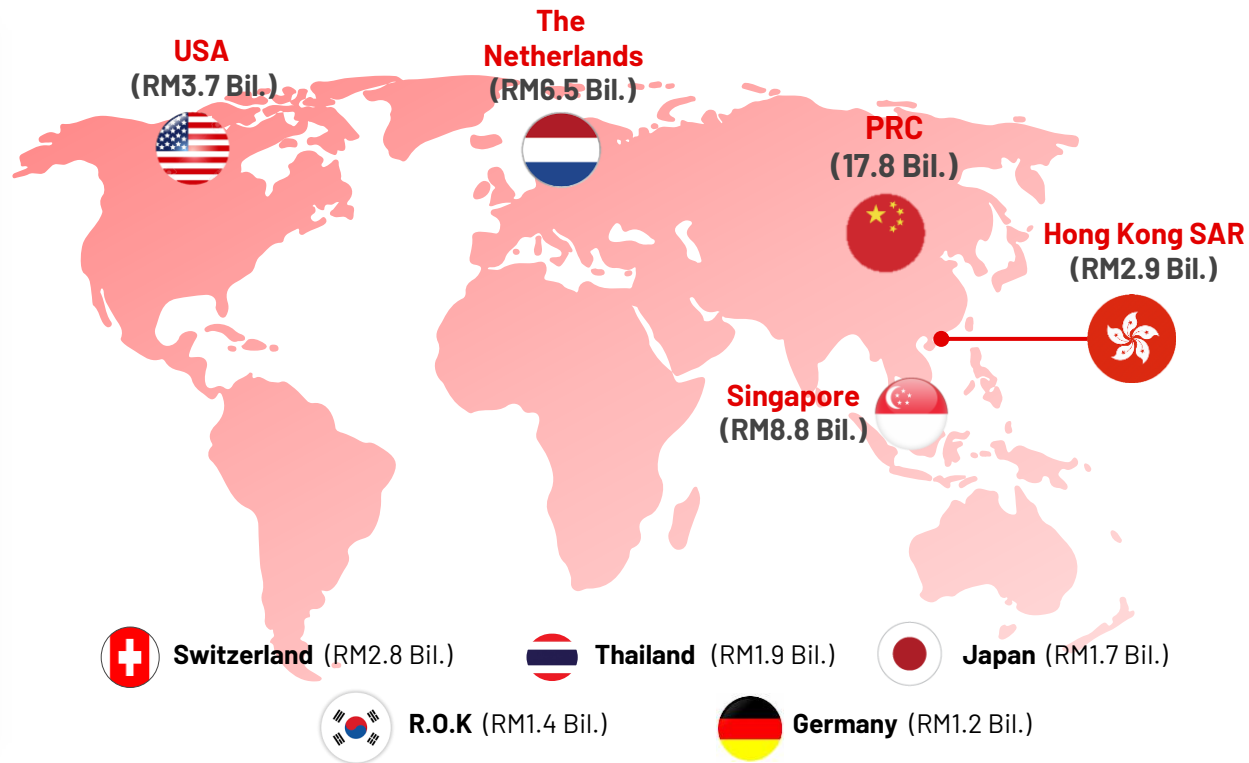 USA
(RM3.7 Bil.)
The
Netherlands
(RM6.5 Bil.)
PRC
(17.8 Bil.)
Hong Kong SAR
(RM2.9 Bil.)
Singapore
(RM8.8 Bil.)
Switzerland (RM2.8 Bil.)
Thailand (RM1.9 Bil.)
Japan (RM1.7 Bil.)
R.O.K (RM1.4 Bil.)
Germany (RM1.2 Bil.)